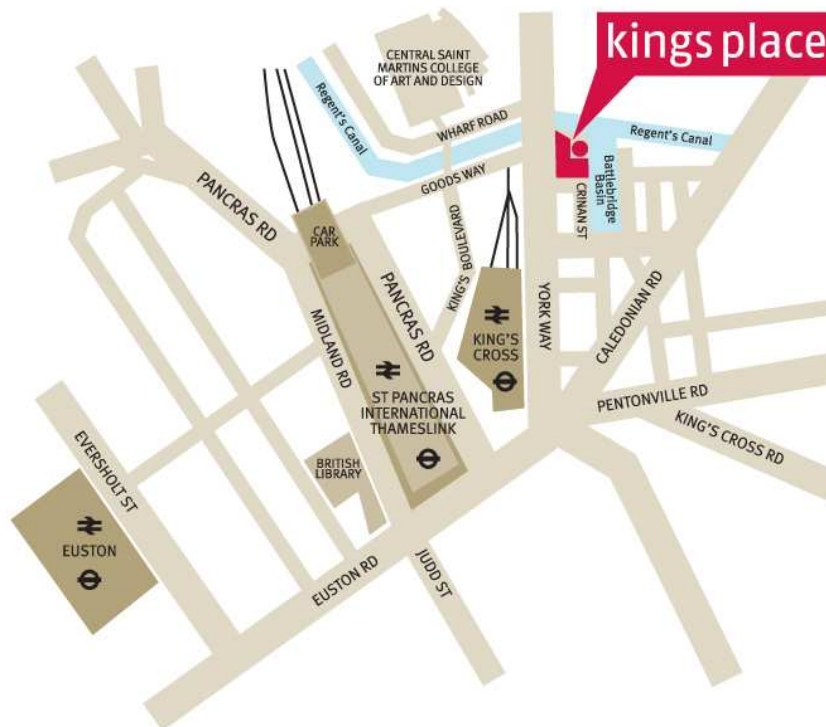 kings place
CENTRAL SAINT
MARTINS COLLEGE
OF ART AND DESIGN
Regent's Canal
WHARF ROAD
Regent's Canal
GOODS WAY
Battlebridge
Basin
CRINAN ST
PANCRAS RD
CAR
PARK
KING'S BOULEVARD
PANCRAS RD
MIDLAND RD
YORK WAY
CALEDONIAN RD
KING'S
CROSS
ST PANCRAS
INTERNATIONAL
THAMESLINK
PENTONVILLE RD
KING'S CROSS RD
EVERSHOLT ST
BRITISH
LIBRARY
EUSTON
EUSTON RD
JUDD ST